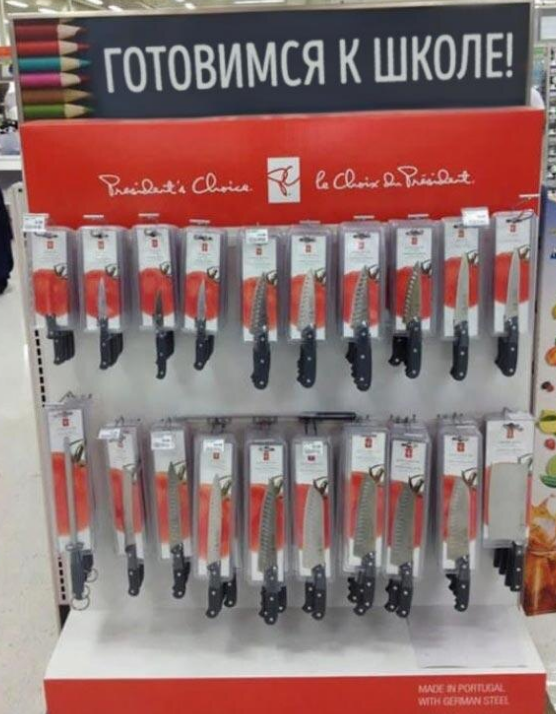 ГОТОВИМСЯ К ШКОЛЕ!
President's Choice. le Choix du Président.
MADE IN PORTUGAL
WITH GERMAN STEEL